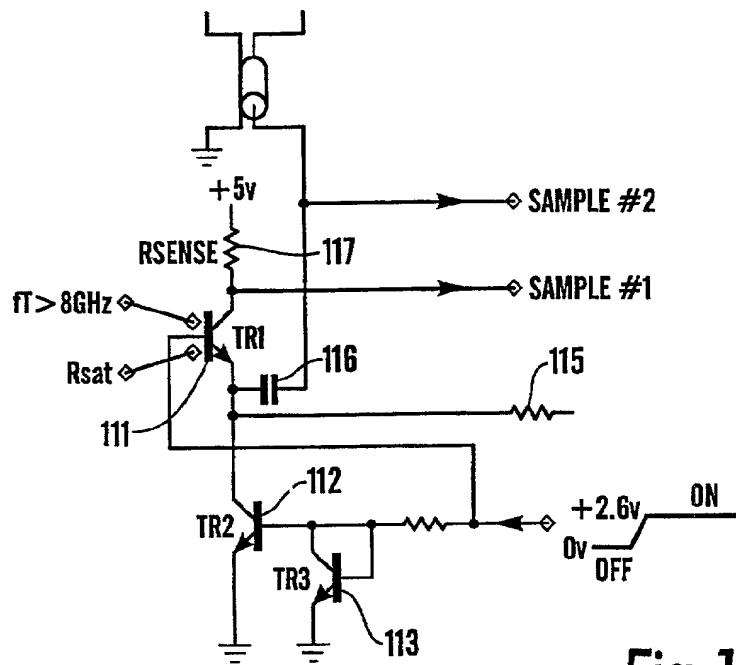 +5v
SAMPLE #2
RSENSE
117
SAMPLE #1
fT>8GHz
TR1
Rsat
116
115
111
112
+2.6v
ON
TR2
0v
OFF
TR3
113